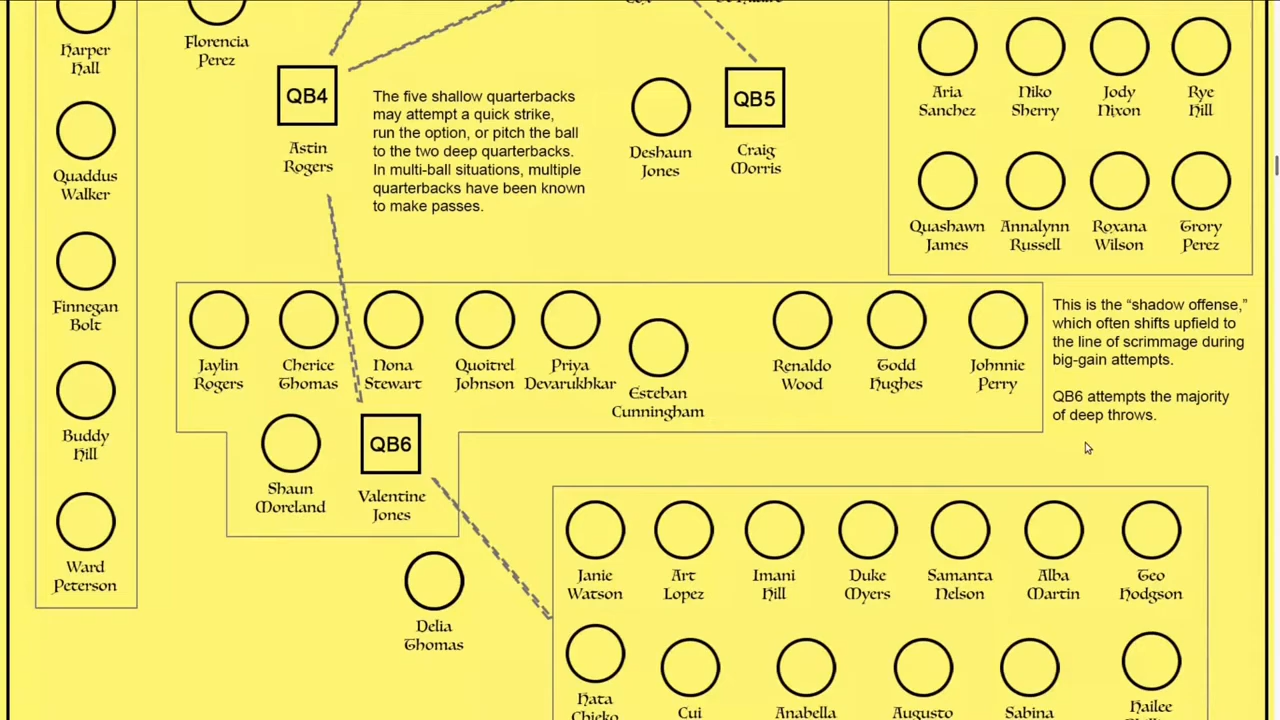 Harper
Hall
Quaddus
Walker
Finnegan
Bolt
Buddy
Hill
Ward
Peterson
Florencia
Perez
QB4
Astin
Rogers
The five shallow quarterbacks
may attempt a quick strike,
run the option, or pitch the ball
to the two deep quarterbacks.
In multi-ball situations, multiple
quarterbacks have been known
to make passes.
Deshaun
Jones
QB5
Craig
Morris
Aria
Sanchez
Niko
Sherry
Jody
Nixon
Rye
Hill
Quashawn
James
Annalynn
Russell
Roxana
Wilson
Trory
Perez
Jaylin
Rogers
Cherice
Thomas
Nona
Stewart
Quoitrel
Johnson
Priya
Devarukhkar
Esteban
Cunningham
Renaldo
Wood
Todd
Hughes
Johnnie
Perry
This is the “shadow offense,”
which often shifts upfield to
the line of scrimmage during
big-gain attempts.
QB6 attempts the majority
of deep throws.
Shaun
Moreland
QB6
Valentine
Jones
Delia
Thomas
Janie
Watson
Art
Lopez
Imani
Hill
Duke
Myers
Samanta
Nelson
Alba
Martin
Teo
Hodgson
Hata
Chieko
Cui
Anabella
Augusto
Sabina
Hailee